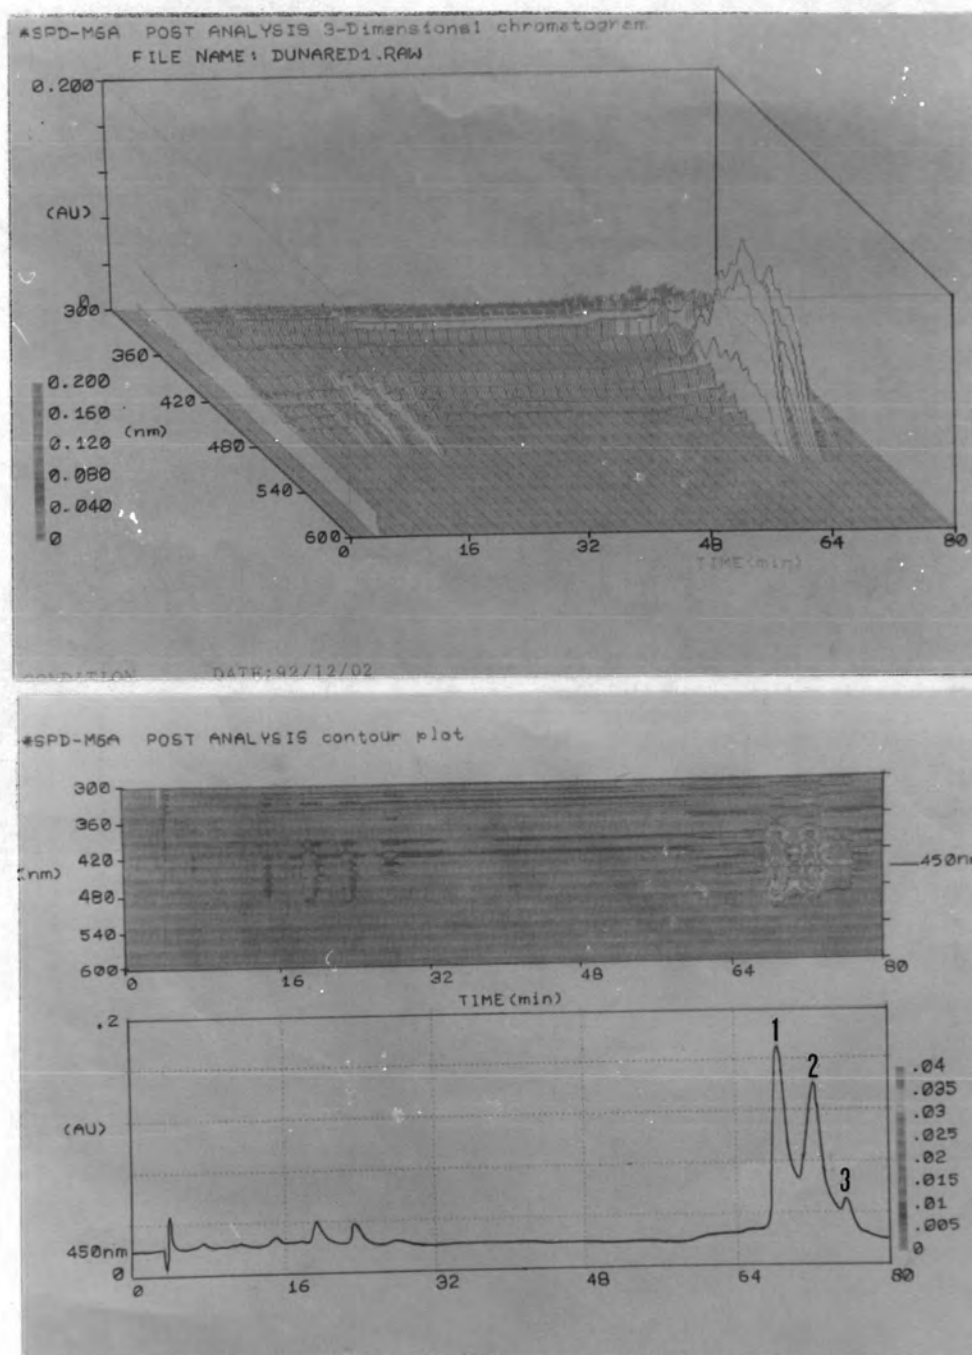 *SPD-M6A POST ANALYSIS 3-Dimensional chromatogram
FILE NAME: DUNARED1.RAW
0.200
(AU)
0
300
360
420
(nm)
480
540
600
0.200
0.160
0.120
0.080
0.040
0
0 16 32 48 64 80
TIME(min)
CONDITION DATE:92/12/02
*SPD-M6A POST ANALYSIS contour plot
300
360
420
(nm)
480
540
600
450nm
0 16 32 48 64 80
TIME(min)
.2
(AU)
450nm
0
1
2
3
.04
.035
.03
.025
.02
.015
.01
.005
0
0 16 32 48 64 80